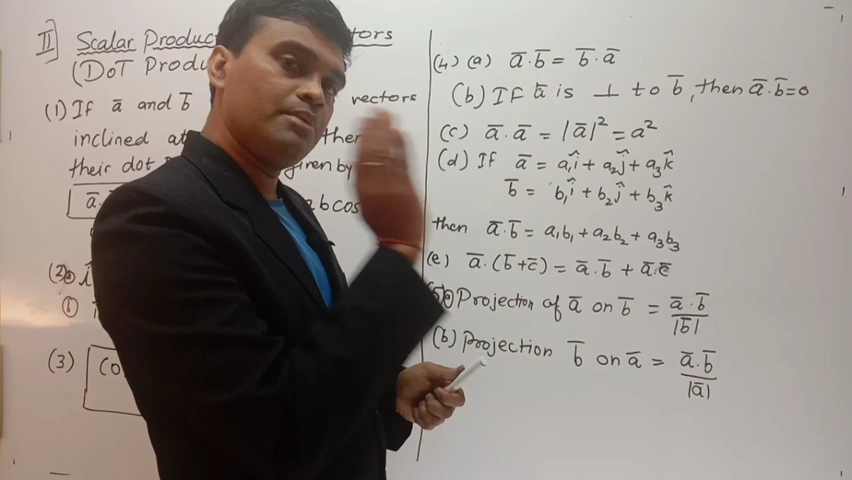 II] Scalar Produc
(DoT Produ
(1) If a̅ and b̅ vectors
inclined at then
their dot given by
a̅. abcos
(2)
(3) (co
(4) (a) a̅.b̅ = b̅.a̅
(b) If a̅ is ⊥ to b̅, then a̅.b̅=0
(c) a̅.a̅ = |a̅|² = a²
(d) If a̅ = a₁î + a₂ĵ + a₃k̂
b̅ = b₁î + b₂ĵ + b₃k̂
then a̅.b̅ = a₁b₁ + a₂b₂ + a₃b₃
(e) a̅.(b̅+c̅) = a̅.b̅ + a̅.c̅
Projection of a̅ on b̅ = a̅.b̅/|b̅|
(b) Projection b̅ on a̅ = a̅.b̅/|a̅|